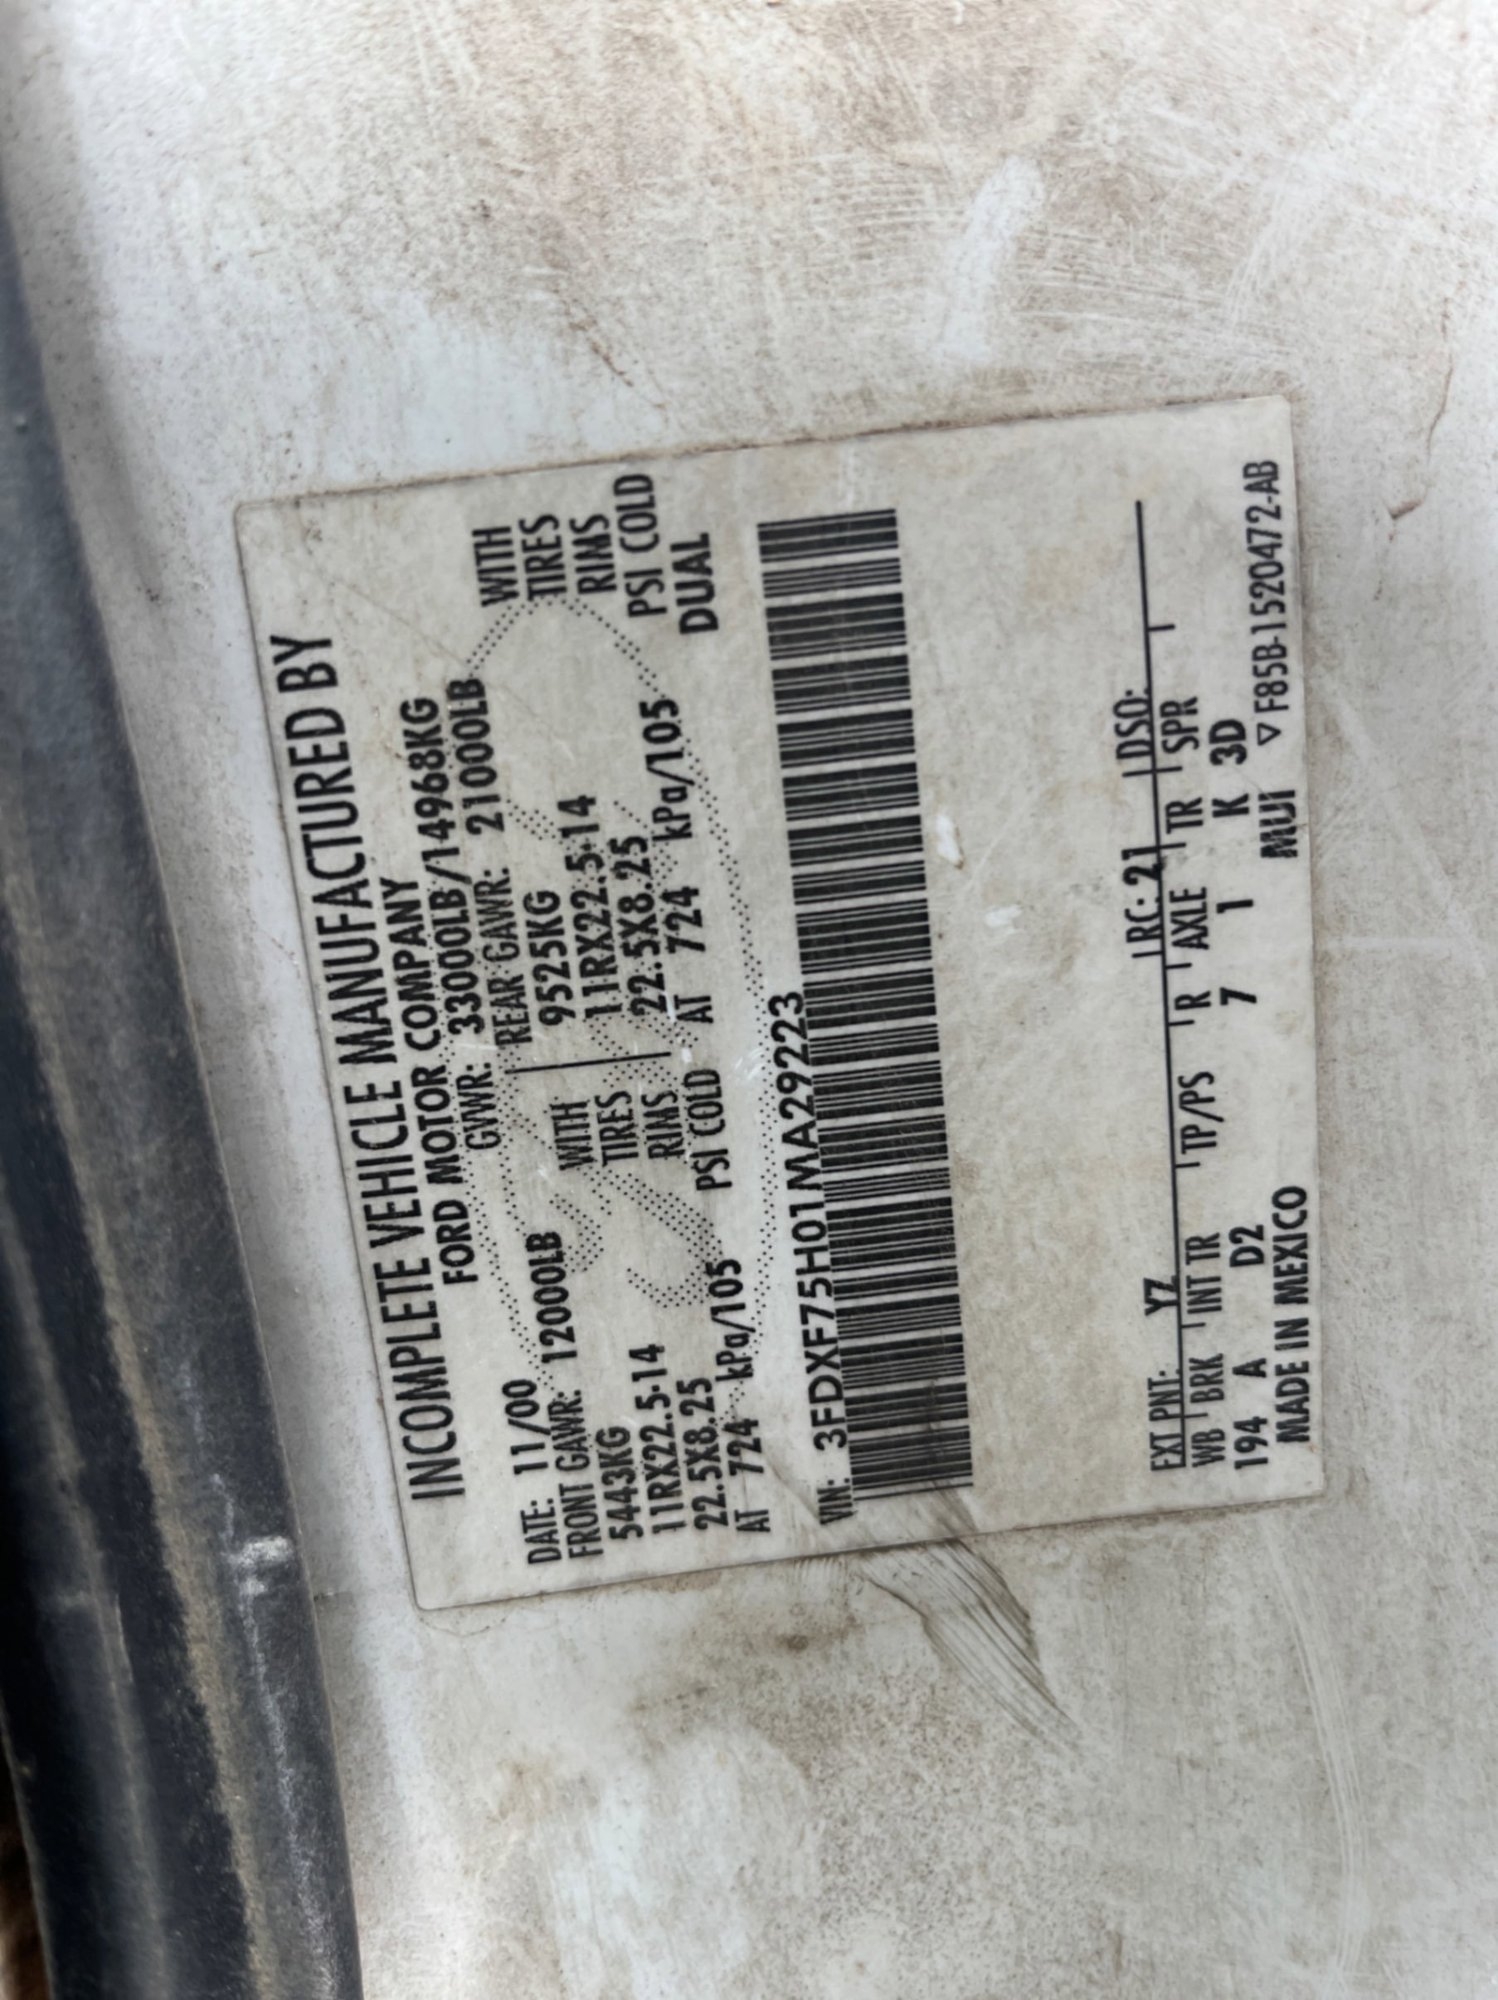 INCOMPLETE VEHICLE MANUFACTURED BY
FORD MOTOR COMPANY
DATE: 11/00 GVWR: 33000LB/14968KG
FRONT GAWR: 12000LB REAR GAWR: 21000LB
5443KG WITH 9525KG WITH
11RX22.5-14 TIRES 11RX22.5-14 TIRES
22.5X8.25 RIMS 22.5X8.25 RIMS
AT 724 kPa/105 PSI COLD AT 724 kPa/105 PSI COLD
DUAL
VIN: 3FDXF75H01MA29223
EXT PNT: YZ RC: 21 DSO:
WB BRK INT TR TP/PS R AXLE TR SPR
194 A D2 7 1 K 3D
MADE IN MEXICO MUI ▽F85B-1520472-AB